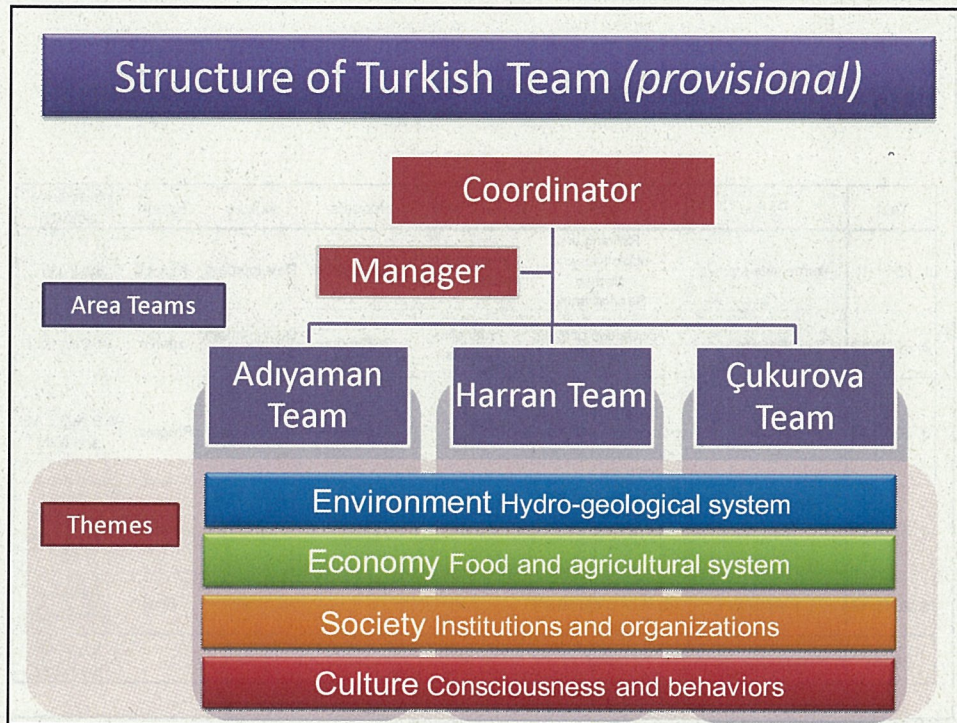 Structure of Turkish Team (provisional)
Coordinator
Manager
Area Teams
Adıyaman
Team
Harran Team
Çukurova
Team
Themes
Environment Hydro-geological system
Economy Food and agricultural system
Society Institutions and organizations
Culture Consciousness and behaviors